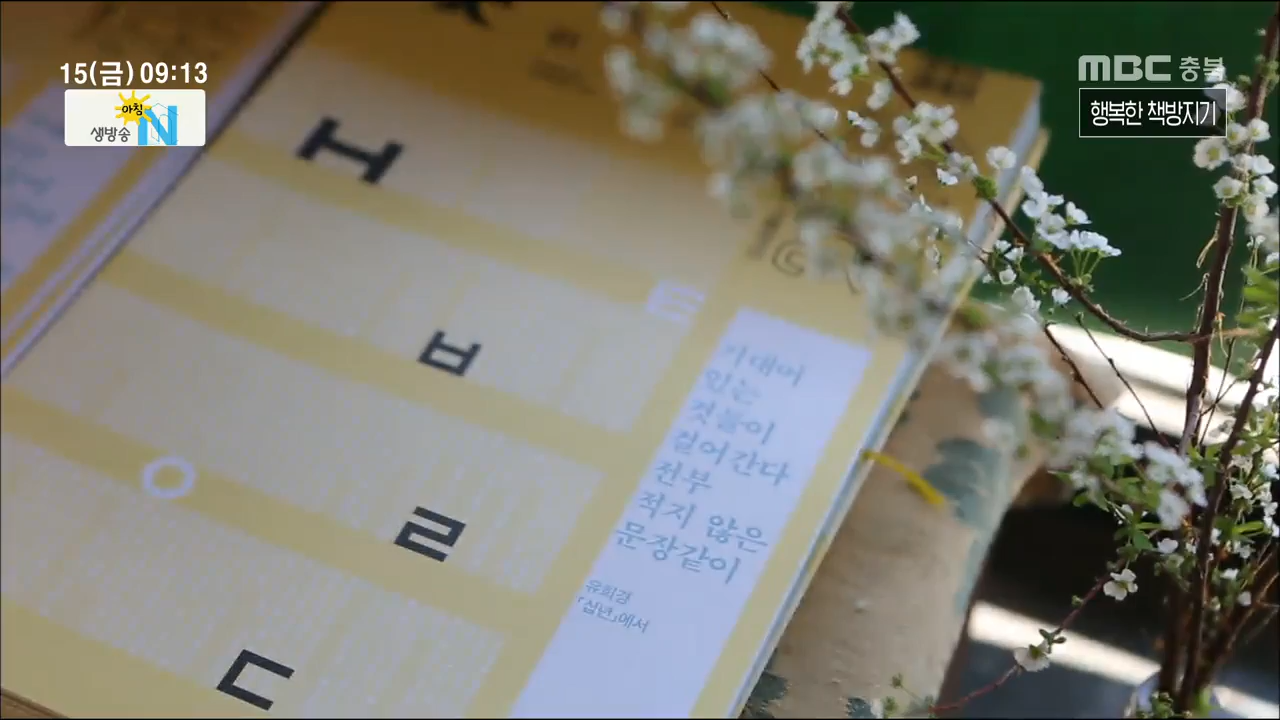 15(금) 09:13
아침
생방송 N
MBC 충북
행복한 책방지기
ㅂ
ㅌ
ㄹ
ㅇ
ㄷ
기대어
있는
것들이
걸어간다
전부
적지 않은
문장같이
유희경
「십년」에서